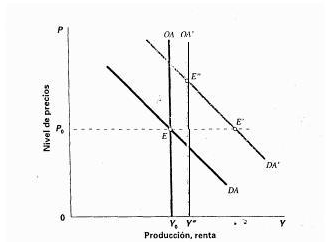 P
OA OA'
E"
Nivel de precios
P₀
E
E'
DA'
DA
0
Y₀ Y"
Y
Producción, renta